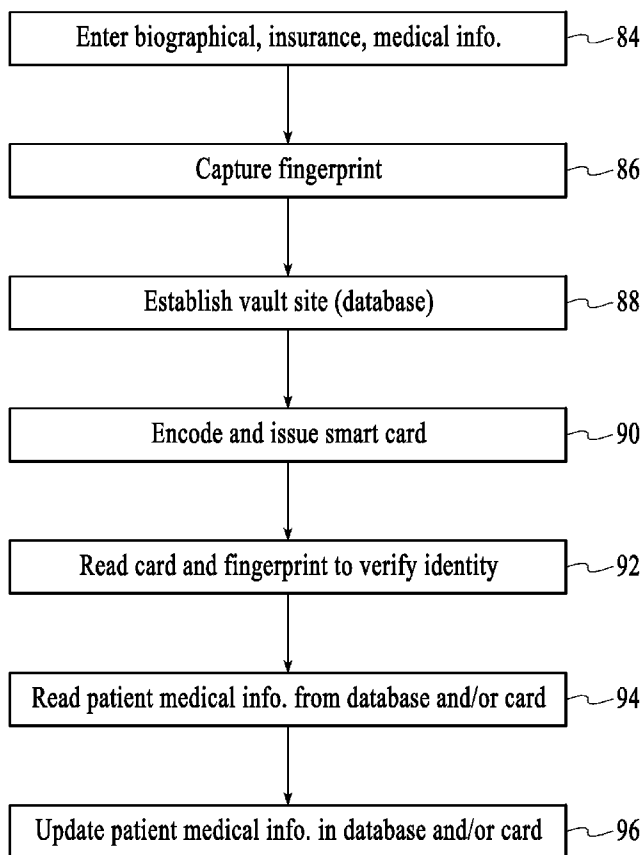 Enter biographical, insurance, medical info. 84
Capture fingerprint 86
Establish vault site (database) 88
Encode and issue smart card 90
Read card and fingerprint to verify identity 92
Read patient medical info. from database and/or card 94
Update patient medical info. in database and/or card 96